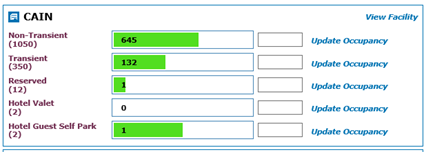 CAIN
View Facility
Non-Transient
(1050)
645
Update Occupancy
Transient
(350)
132
Update Occupancy
Reserved
(12)
1
Update Occupancy
Hotel Valet
(2)
0
Update Occupancy
Hotel Guest Self Park
(2)
1
Update Occupancy